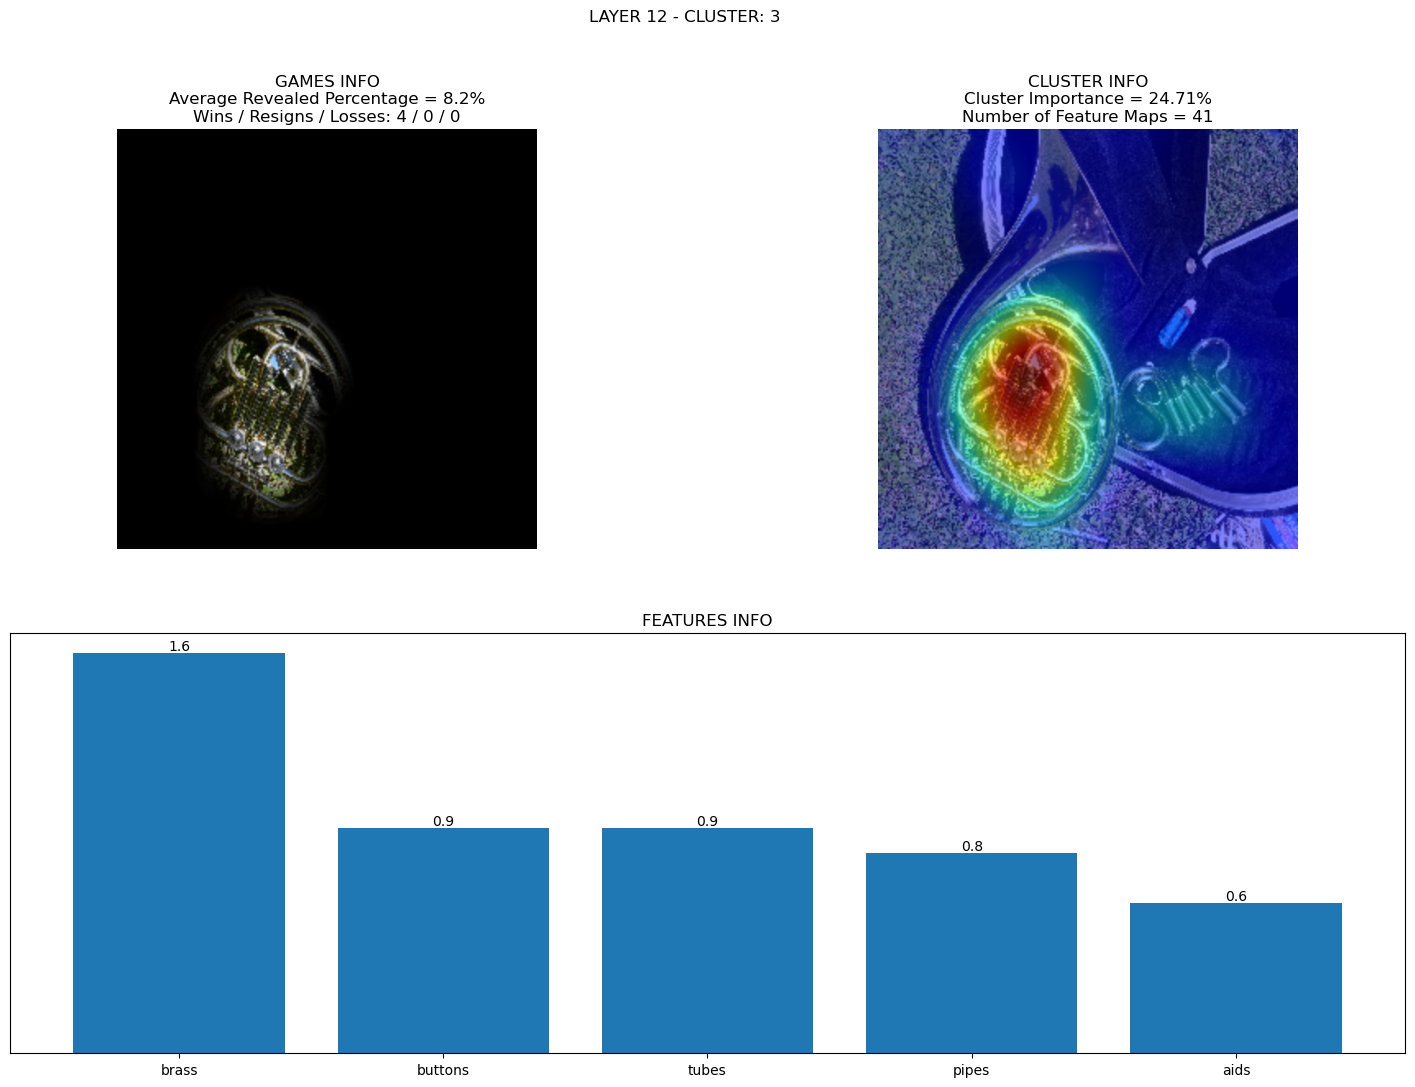 LAYER 12 - CLUSTER: 3
GAMES INFO
Average Revealed Percentage = 8.2%
Wins / Resigns / Losses: 4 / 0 / 0
CLUSTER INFO
Cluster Importance = 24.71%
Number of Feature Maps = 41
FEATURES INFO
1.6
0.9
0.9
0.8
0.6
brass
buttons
tubes
pipes
aids